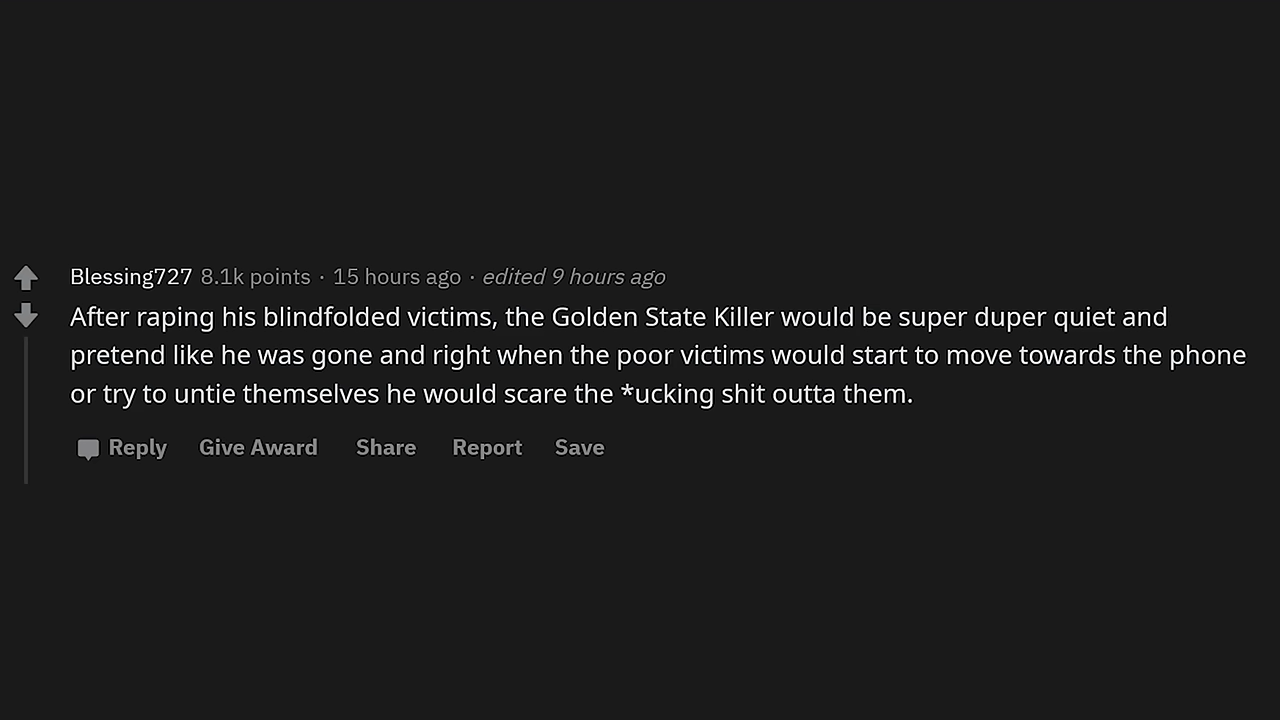 Blessing727 8.1k points · 15 hours ago · edited 9 hours ago
After raping his blindfolded victims, the Golden State Killer would be super duper quiet and
pretend like he was gone and right when the poor victims would start to move towards the phone
or try to untie themselves he would scare the *ucking shit outta them.
Reply Give Award Share Report Save